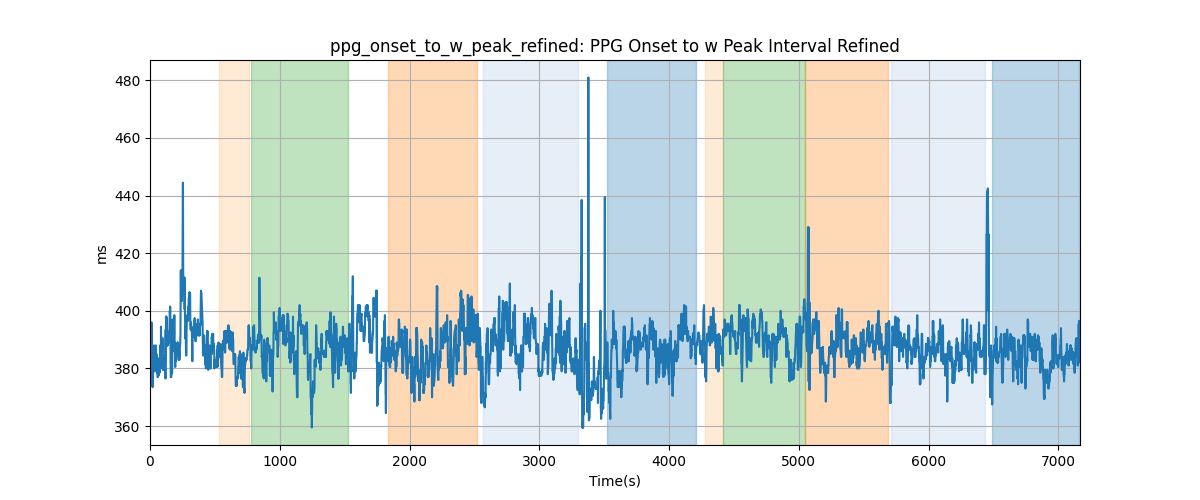 ppg_onset_to_w_peak_refined: PPG Onset to w Peak Interval Refined
480
460
440
420
400
380
360
ms
0 1000 2000 3000 4000 5000 6000 7000
Time(s)